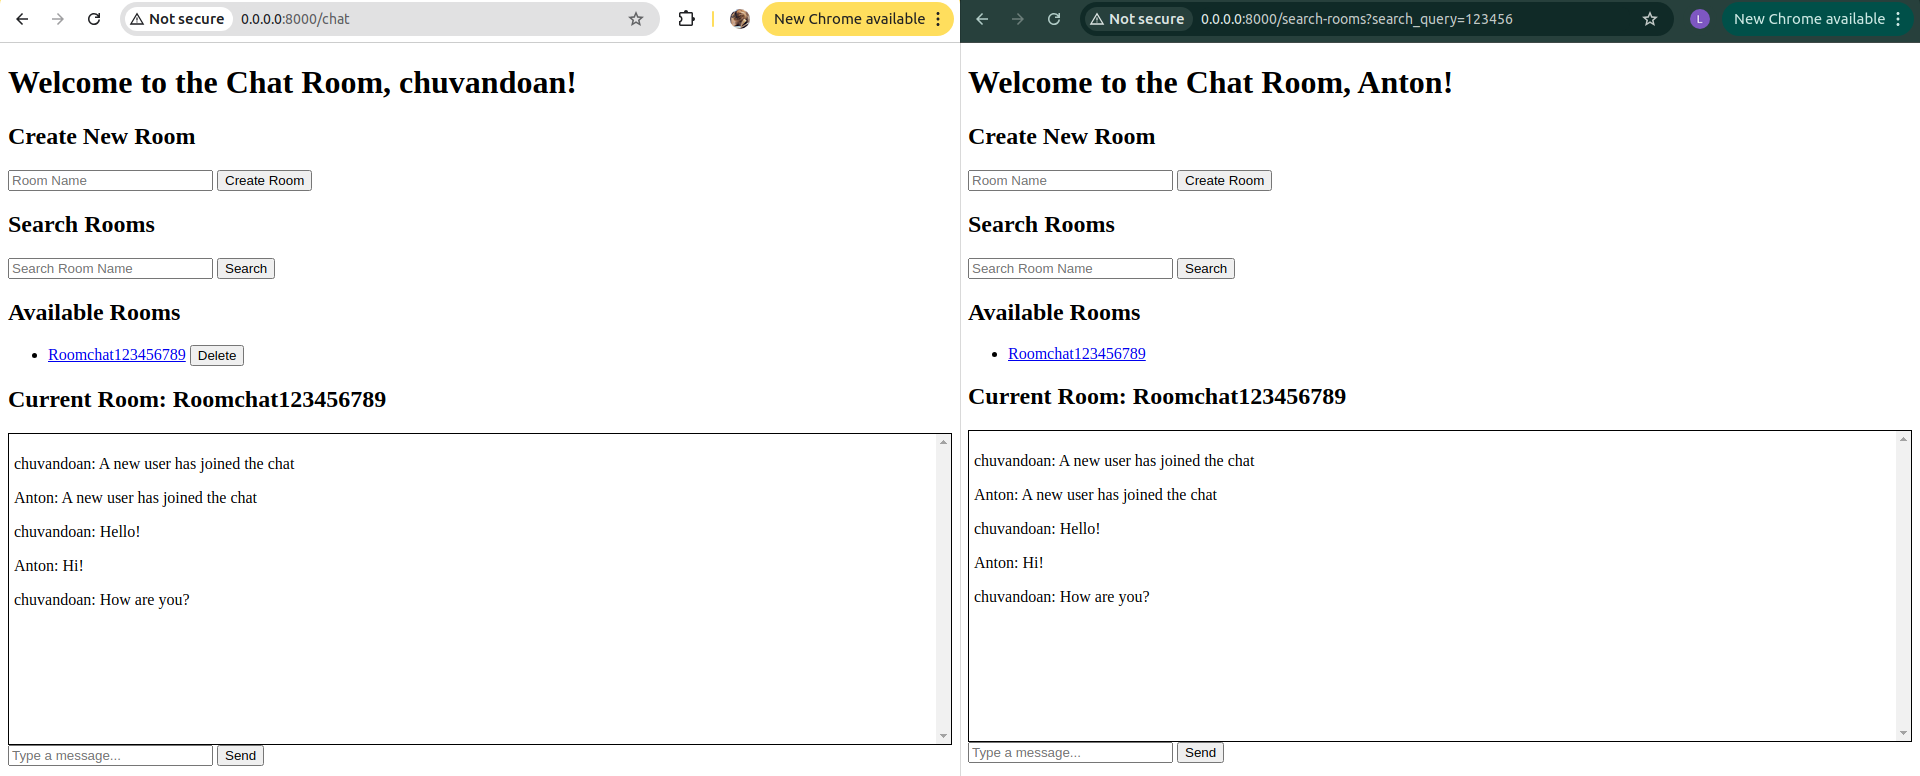 Not secure 0.0.0.0:8000/chat New Chrome available
Welcome to the Chat Room, chuvandoan!
Create New Room
Room Name Create Room
Search Rooms
Search Room Name Search
Available Rooms
Roomchat123456789 Delete
Current Room: Roomchat123456789
chuvandoan: A new user has joined the chat
Anton: A new user has joined the chat
chuvandoan: Hello!
Anton: Hi!
chuvandoan: How are you?
Type a message... Send
Not secure 0.0.0.0:8000/search-rooms?search_query=123456 L New Chrome available
Welcome to the Chat Room, Anton!
Create New Room
Room Name Create Room
Search Rooms
Search Room Name Search
Available Rooms
Roomchat123456789
Current Room: Roomchat123456789
chuvandoan: A new user has joined the chat
Anton: A new user has joined the chat
chuvandoan: Hello!
Anton: Hi!
chuvandoan: How are you?
Type a message... Send